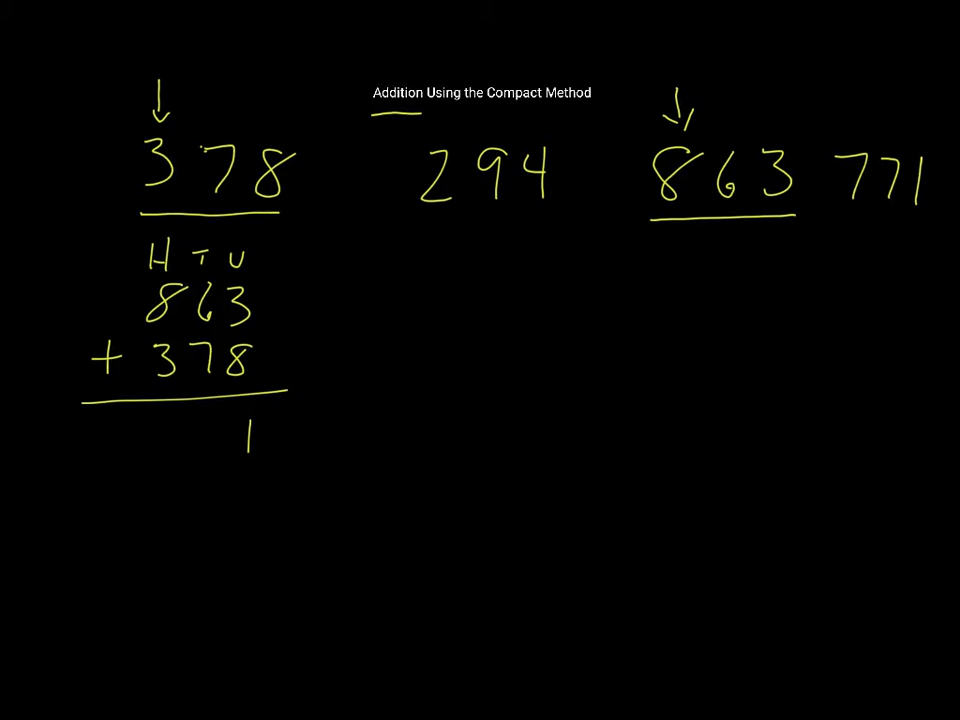 Addition Using the Compact Method
378 294 863 771
H T U
863
+ 378
1